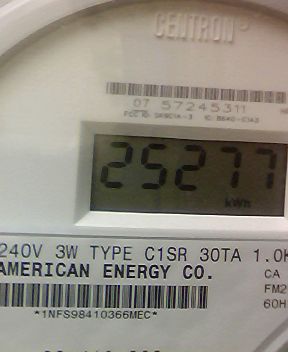 CENTRON®
07 57245311
25277
kWh
240V 3W TYPE C1SR 30TA 1.0K
AMERICAN ENERGY CO.
CA
FM2
60H
*1NFS98410366MEC*